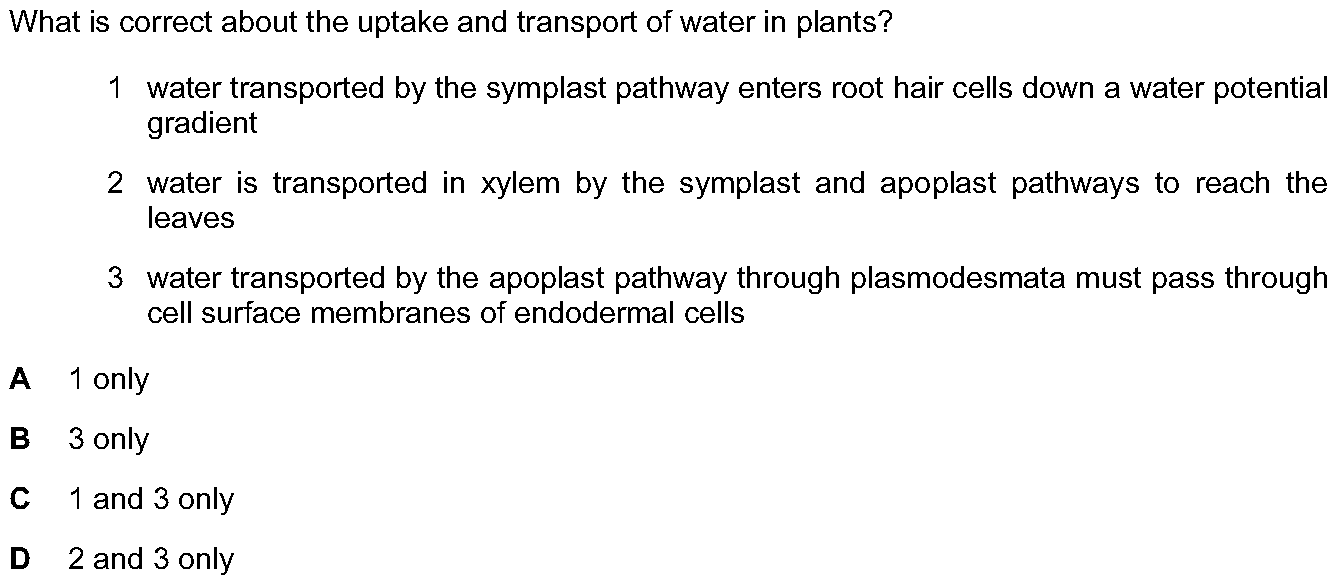 What is correct about the uptake and transport of water in plants?
1 water transported by the symplast pathway enters root hair cells down a water potential
gradient
2 water is transported in xylem by the symplast and apoplast pathways to reach the
leaves
3 water transported by the apoplast pathway through plasmodesmata must pass through
cell surface membranes of endodermal cells
A 1 only
B 3 only
C 1 and 3 only
D 2 and 3 only